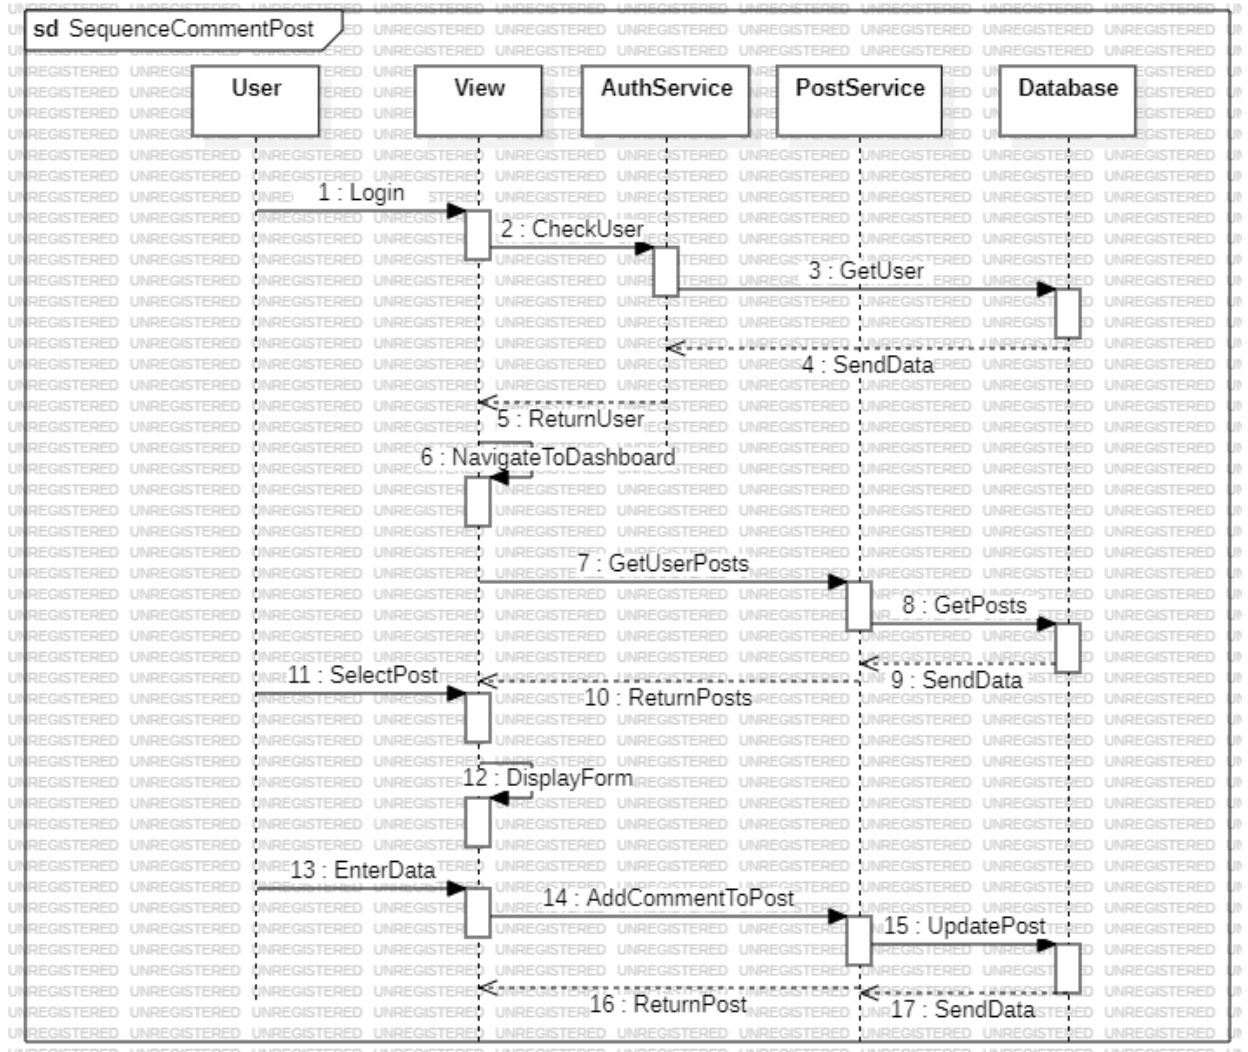 sd SequenceCommentPost
User
View
AuthService
PostService
Database
1 : Login
2 : CheckUser
3 : GetUser
4 : SendData
5 : ReturnUser
6 : NavigateToDashboard
7 : GetUserPosts
8 : GetPosts
9 : SendData
10 : ReturnPosts
11 : SelectPost
12 : DisplayForm
13 : EnterData
14 : AddCommentToPost
15 : UpdatePost
16 : ReturnPost
17 : SendData
UNREGISTERED